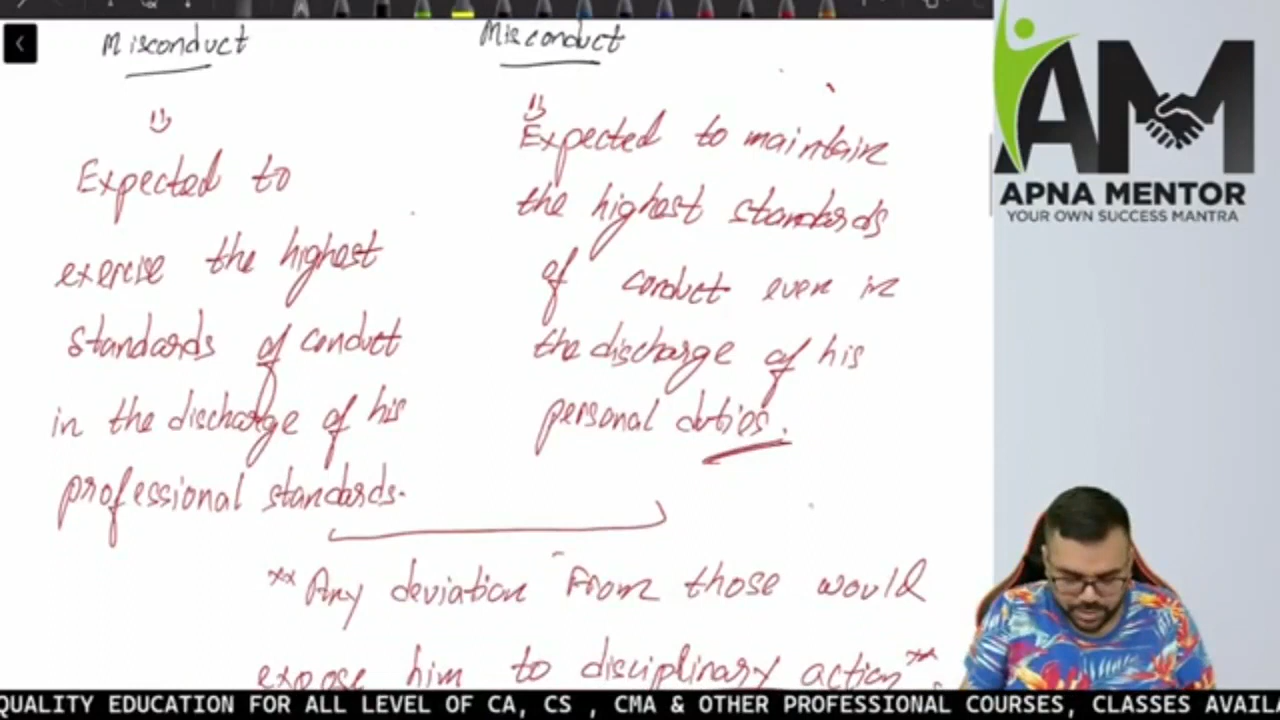 Misconduct
Expected to
exercise the highest
standards of conduct
in the discharge of his
professional standards.
Misconduct
Expected to maintain
the highest standards
of conduct even in
the discharge of his
personal duties.
** Any deviation From those would
expose him to disciplinary action **.
AM
APNA MENTOR
YOUR OWN SUCCESS MANTRA
QUALITY EDUCATION FOR ALL LEVEL OF CA, CS , CMA & OTHER PROFESSIONAL COURSES, CLASSES AVAILA